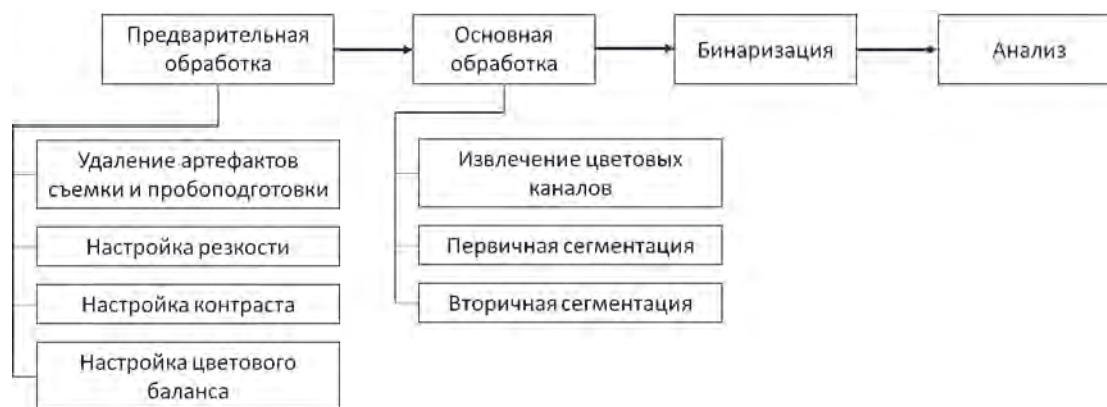 Предварительная
обработка
Основная
обработка
Бинаризация
Анализ
Удаление артефактов
съемки и пробоподготовки
Настройка резкости
Настройка контраста
Настройка цветового
баланса
Извлечение цветовых
каналов
Первичная сегментация
Вторичная сегментация